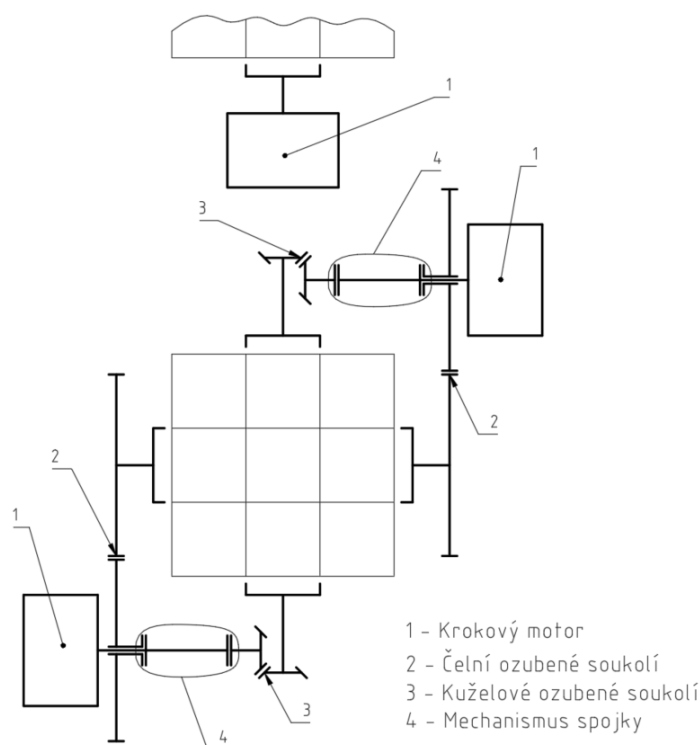 1
4
1
3
2
2
1
3
4
1 - Krokový motor
2 - Čelní ozubené soukolí
3 - Kuželové ozubené soukolí
4 - Mechanismus spojky